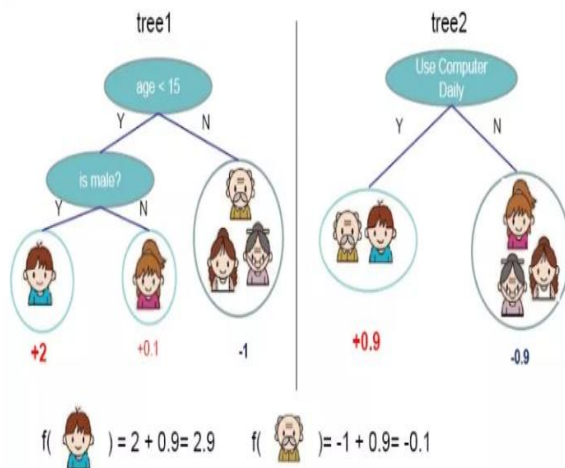 tree1
age < 15
Y
N
is male?
Y
N
+2
+0.1
-1
tree2
Use Computer
Daily
Y
N
+0.9
-0.9
f( ) = 2 + 0.9= 2.9
f( )= -1 + 0.9= -0.1